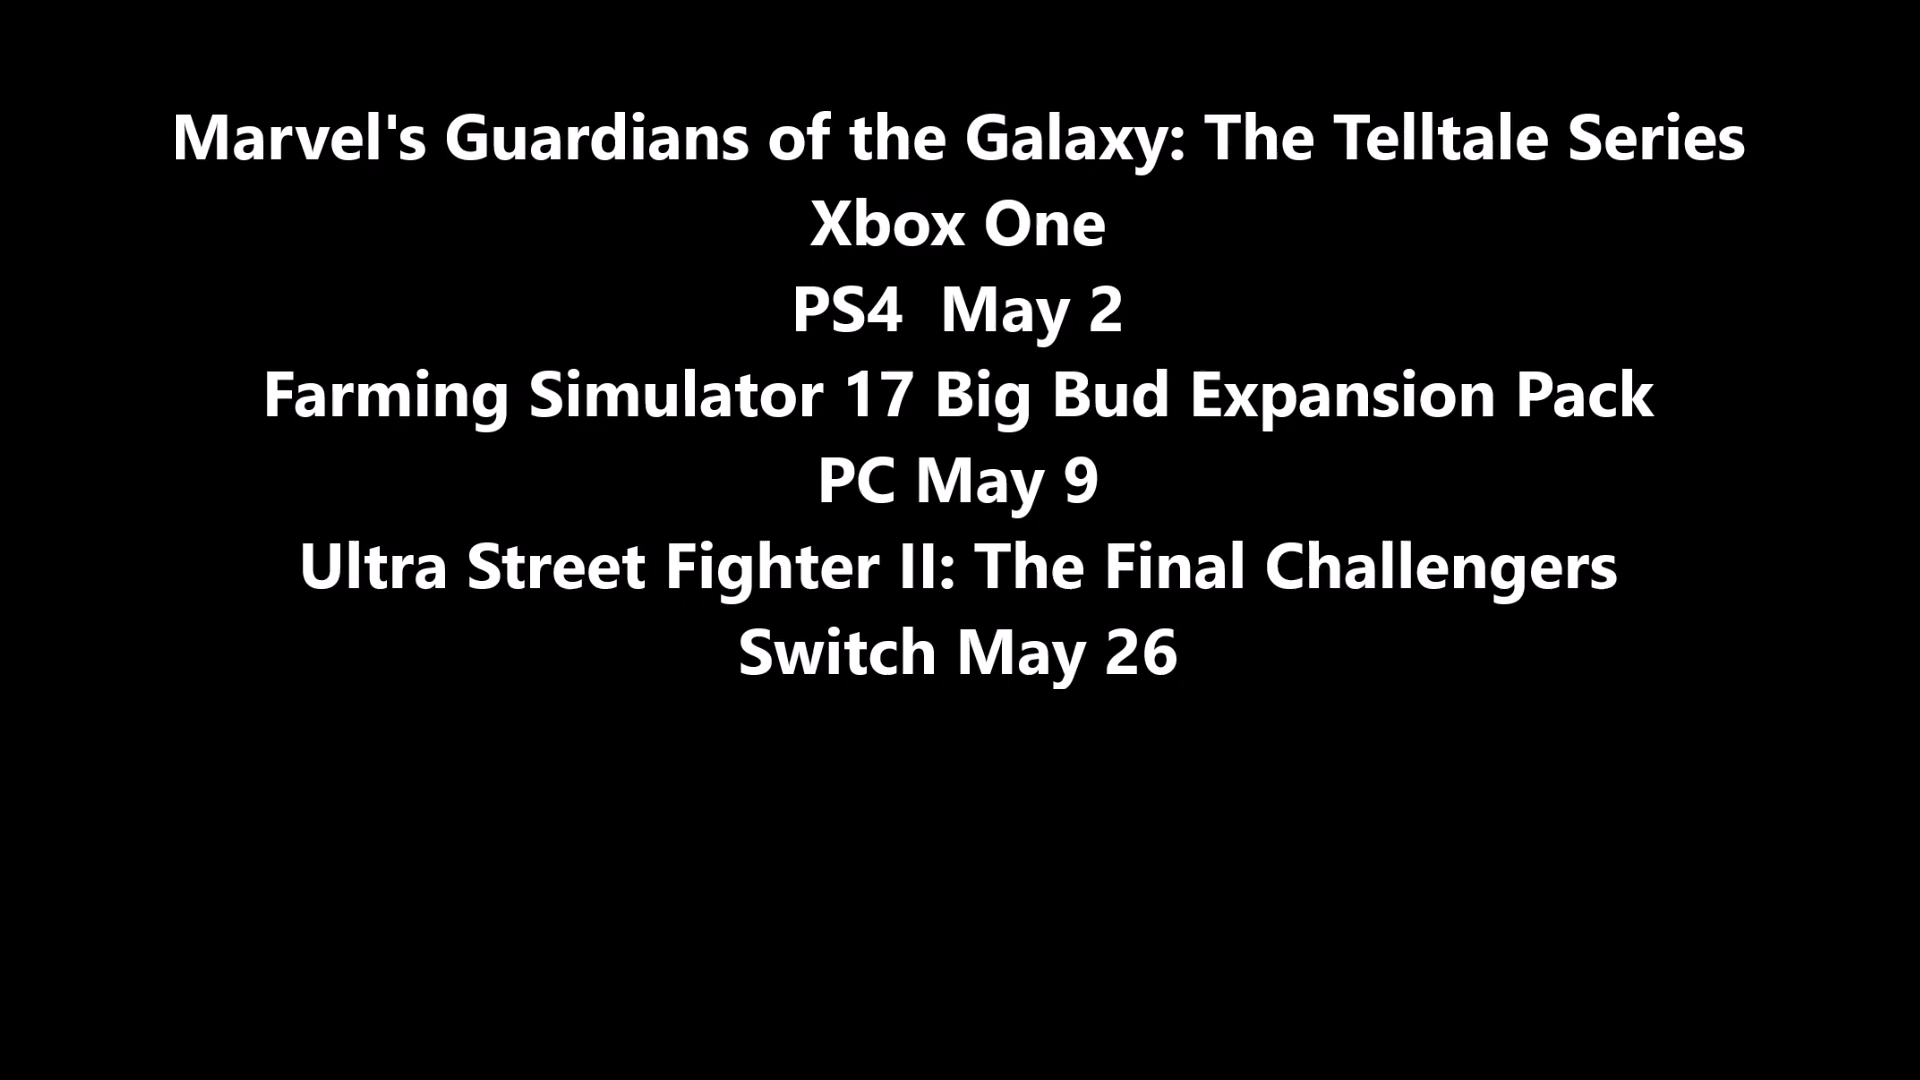 Marvel's Guardians of the Galaxy: The Telltale Series
Xbox One
PS4  May 2
Farming Simulator 17 Big Bud Expansion Pack
PC May 9
Ultra Street Fighter II: The Final Challengers
Switch May 26